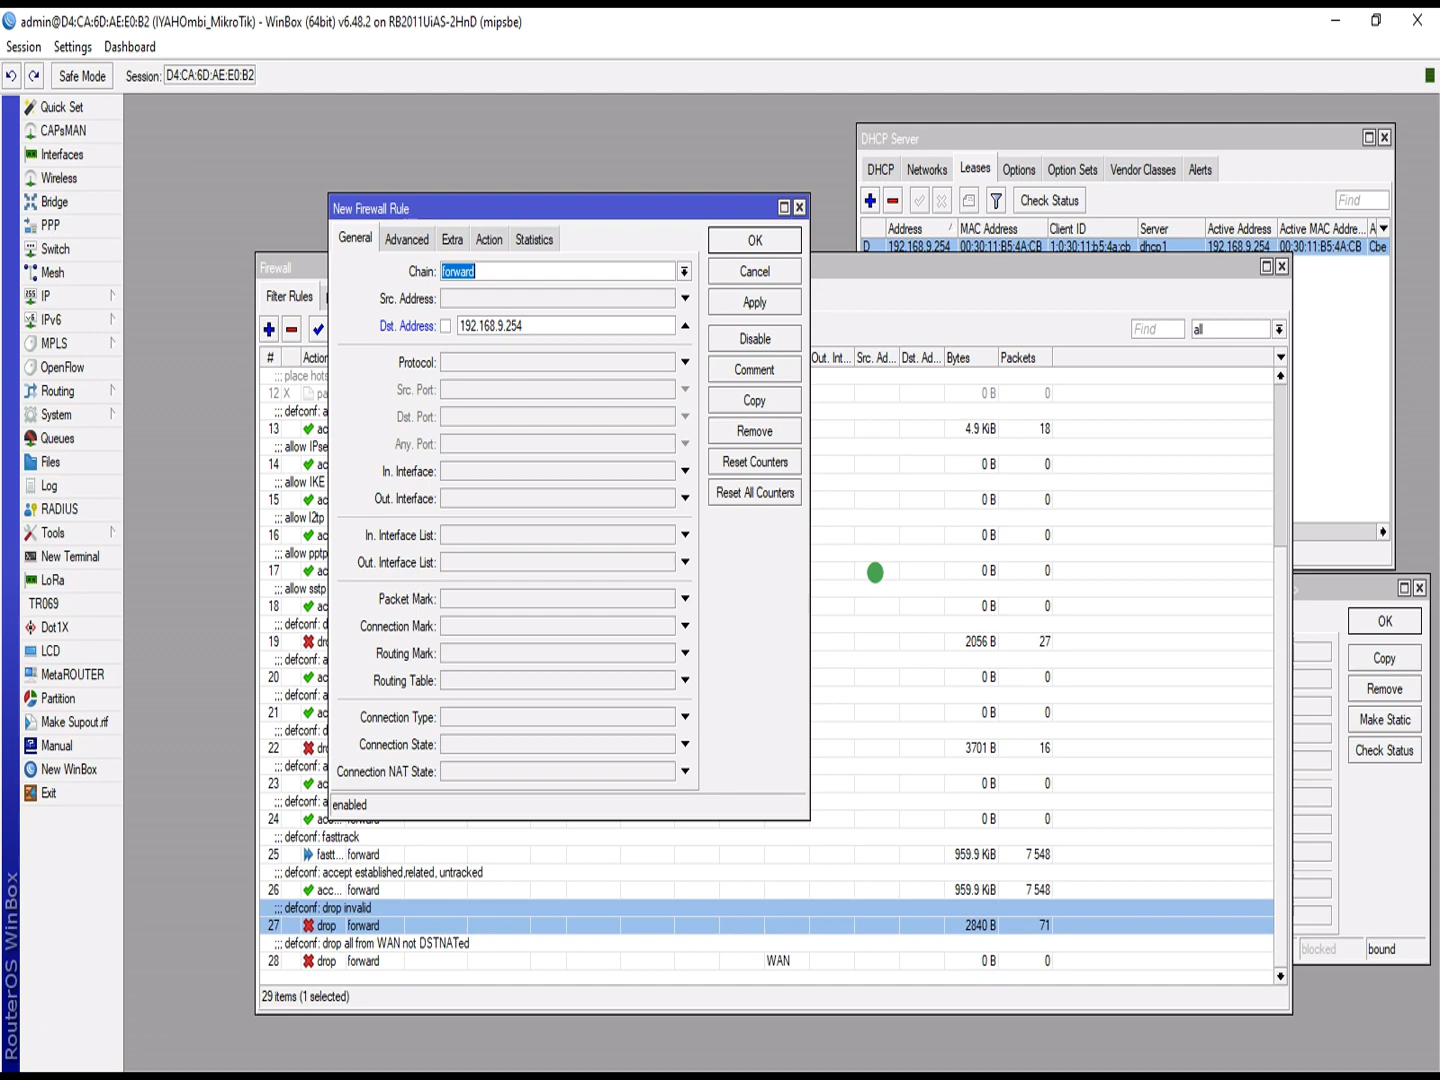 admin@D4:CA:6D:AE:E0:B2 (IYAHOmbi_MikroTik) - WinBox (64bit) v6.48.2 on RB2011UiAS-2HnD (mipsbe)
Session Settings Dashboard
Safe Mode Session: D4:CA:6D:AE:E0:B2
Quick Set
CAPsMAN
Interfaces
Wireless
Bridge
PPP
Switch
Mesh
IP
IPv6
MPLS
OpenFlow
Routing
System
Queues
Files
Log
RADIUS
Tools
New Terminal
LoRa
TR069
Dot1X
LCD
MetaROUTER
Partition
Make Supout.rif
Manual
New WinBox
Exit
RouterOS WinBox
DHCP Server
DHCP Networks Leases Options Option Sets Vendor Classes Alerts
Check Status Find
Address MAC Address Client ID Server Active Address Active MAC Addre... A
D 192.168.9.254 00:30:11:B5:4A:CB 1:0:30:11:b5:4a:cb dhcp1 192.168.9.254 00:30:11:B5:4A:CB Cbe
New Firewall Rule
General Advanced Extra Action Statistics
Chain: forward
Src. Address:
Dst. Address: 192.168.9.254
Protocol:
Src. Port:
Dst. Port:
Any. Port:
In. Interface:
Out. Interface:
In. Interface List:
Out. Interface List:
Packet Mark:
Connection Mark:
Routing Mark:
Routing Table:
Connection Type:
Connection State:
Connection NAT State:
enabled
OK
Cancel
Apply
Disable
Comment
Copy
Remove
Reset Counters
Reset All Counters
Firewall
Filter Rules
Find all
# Action Out. Int... Src. Ad... Dst. Ad... Bytes Packets
;;; place hots
12 X pa 0 B 0
;;; defconf: a
13 ac 4.9 KiB 18
;;; allow IPse
14 ac 0 B 0
;;; allow IKE
15 ac 0 B 0
;;; allow l2tp
16 ac 0 B 0
;;; allow pptp
17 ac 0 B 0
;;; allow sstp
18 ac 0 B 0
;;; defconf: d
19 dro 2056 B 27
;;; defconf: a
20 ac 0 B 0
;;; defconf: a
21 ac 0 B 0
;;; defconf: d
22 dro 3701 B 16
;;; defconf: a
23 ac 0 B 0
;;; defconf: a
24 acc... forward 0 B 0
;;; defconf: fasttrack
25 fastt... forward 959.9 KiB 7 548
;;; defconf: accept established,related, untracked
26 acc... forward 959.9 KiB 7 548
;;; defconf: drop invalid
27 drop forward 2840 B 71
;;; defconf: drop all from WAN not DSTNATed
28 drop forward WAN 0 B 0
29 items (1 selected)
OK
Copy
Remove
Make Static
Check Status
blocked bound